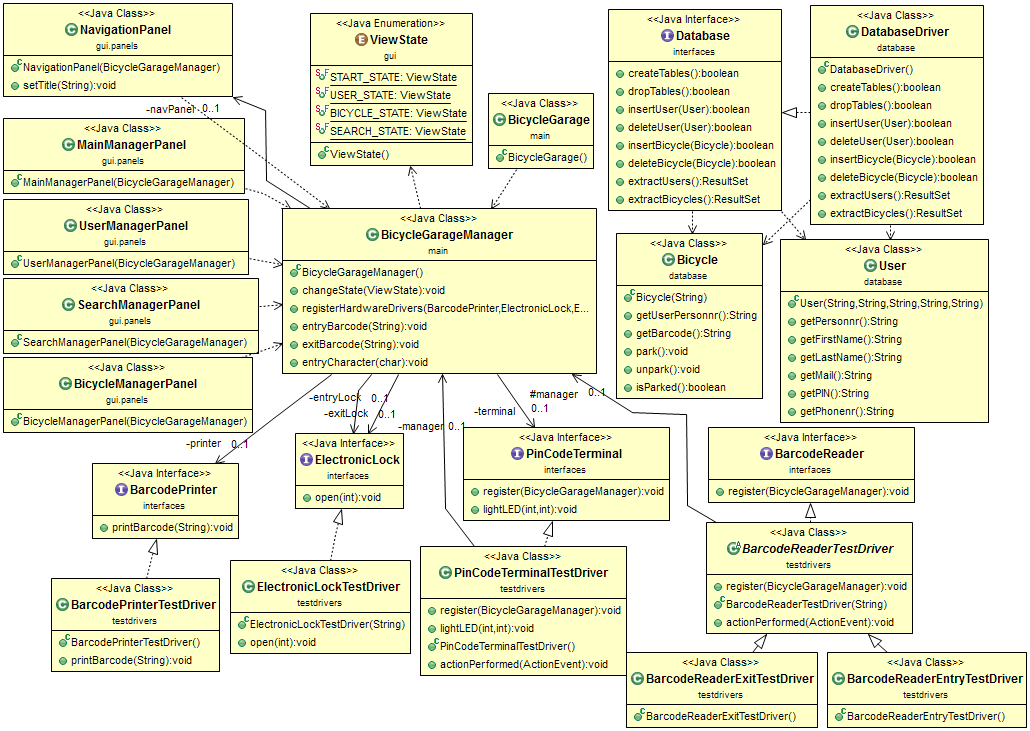 <<Java Class>>
NavigationPanel
gui.panels
NavigationPanel(BicycleGarageManager)
setTitle(String):void
<<Java Enumeration>>
ViewState
gui
START_STATE: ViewState
USER_STATE: ViewState
BICYCLE_STATE: ViewState
SEARCH_STATE: ViewState
ViewState()
<<Java Class>>
BicycleGarage
main
BicycleGarage()
<<Java Interface>>
Database
interfaces
createTables():boolean
dropTables():boolean
insertUser(User):boolean
deleteUser(User):boolean
insertBicycle(Bicycle):boolean
deleteBicycle(Bicycle):boolean
extractUsers():ResultSet
extractBicycles():ResultSet
<<Java Class>>
DatabaseDriver
database
DatabaseDriver()
createTables():boolean
dropTables():boolean
insertUser(User):boolean
deleteUser(User):boolean
insertBicycle(Bicycle):boolean
deleteBicycle(Bicycle):boolean
extractUsers():ResultSet
extractBicycles():ResultSet
-navPanel 0..1
<<Java Class>>
MainManagerPanel
gui.panels
MainManagerPanel(BicycleGarageManager)
<<Java Class>>
UserManagerPanel
gui.panels
UserManagerPanel(BicycleGarageManager)
<<Java Class>>
SearchManagerPanel
gui.panels
SearchManagerPanel(BicycleGarageManager)
<<Java Class>>
BicycleManagerPanel
gui.panels
BicycleManagerPanel(BicycleGarageManager)
<<Java Class>>
BicycleGarageManager
main
BicycleGarageManager()
changeState(ViewState):void
registerHardwareDrivers(BarcodePrinter,ElectronicLock,E...
entryBarcode(String):void
exitBarcode(String):void
entryCharacter(char):void
<<Java Class>>
Bicycle
database
Bicycle(String)
getUserPersonnr():String
getBarcode():String
park():void
unpark():void
isParked():boolean
<<Java Class>>
User
database
User(String,String,String,String,String)
getPersonnr():String
getFirstName():String
getLastName():String
getMail():String
getPIN():String
getPhonenr():String
-entryLock 0..1
-exitLock 0..1
-manager 0..1
-terminal 0..1
#manager 0..1
-printer 0..1
<<Java Interface>>
BarcodePrinter
interfaces
printBarcode(String):void
<<Java Interface>>
ElectronicLock
interfaces
open(int):void
<<Java Interface>>
PinCodeTerminal
interfaces
register(BicycleGarageManager):void
lightLED(int,int):void
<<Java Interface>>
BarcodeReader
interfaces
register(BicycleGarageManager):void
<<Java Class>>
BarcodePrinterTestDriver
testdrivers
BarcodePrinterTestDriver()
printBarcode(String):void
<<Java Class>>
ElectronicLockTestDriver
testdrivers
ElectronicLockTestDriver(String)
open(int):void
<<Java Class>>
PinCodeTerminalTestDriver
testdrivers
register(BicycleGarageManager):void
lightLED(int,int):void
PinCodeTerminalTestDriver()
actionPerformed(ActionEvent):void
<<Java Class>>
BarcodeReaderTestDriver
testdrivers
register(BicycleGarageManager):void
BarcodeReaderTestDriver(String)
actionPerformed(ActionEvent):void
<<Java Class>>
BarcodeReaderExitTestDriver
testdrivers
BarcodeReaderExitTestDriver()
<<Java Class>>
BarcodeReaderEntryTestDriver
testdrivers
BarcodeReaderEntryTestDriver()